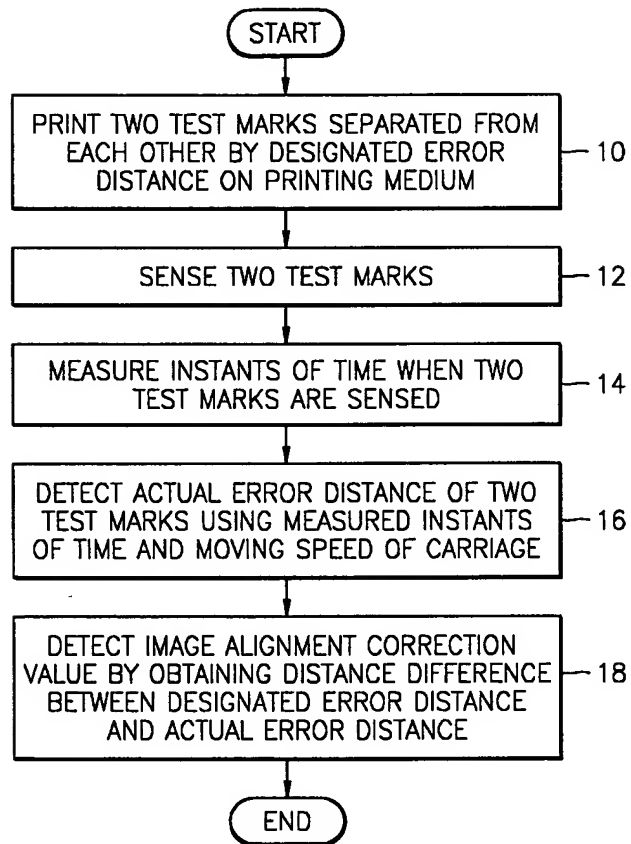 START
PRINT TWO TEST MARKS SEPARATED FROM
EACH OTHER BY DESIGNATED ERROR
DISTANCE ON PRINTING MEDIUM
10
SENSE TWO TEST MARKS
12
MEASURE INSTANTS OF TIME WHEN TWO
TEST MARKS ARE SENSED
14
DETECT ACTUAL ERROR DISTANCE OF TWO
TEST MARKS USING MEASURED INSTANTS
OF TIME AND MOVING SPEED OF CARRIAGE
16
DETECT IMAGE ALIGNMENT CORRECTION
VALUE BY OBTAINING DISTANCE DIFFERENCE
BETWEEN DESIGNATED ERROR DISTANCE
AND ACTUAL ERROR DISTANCE
18
END